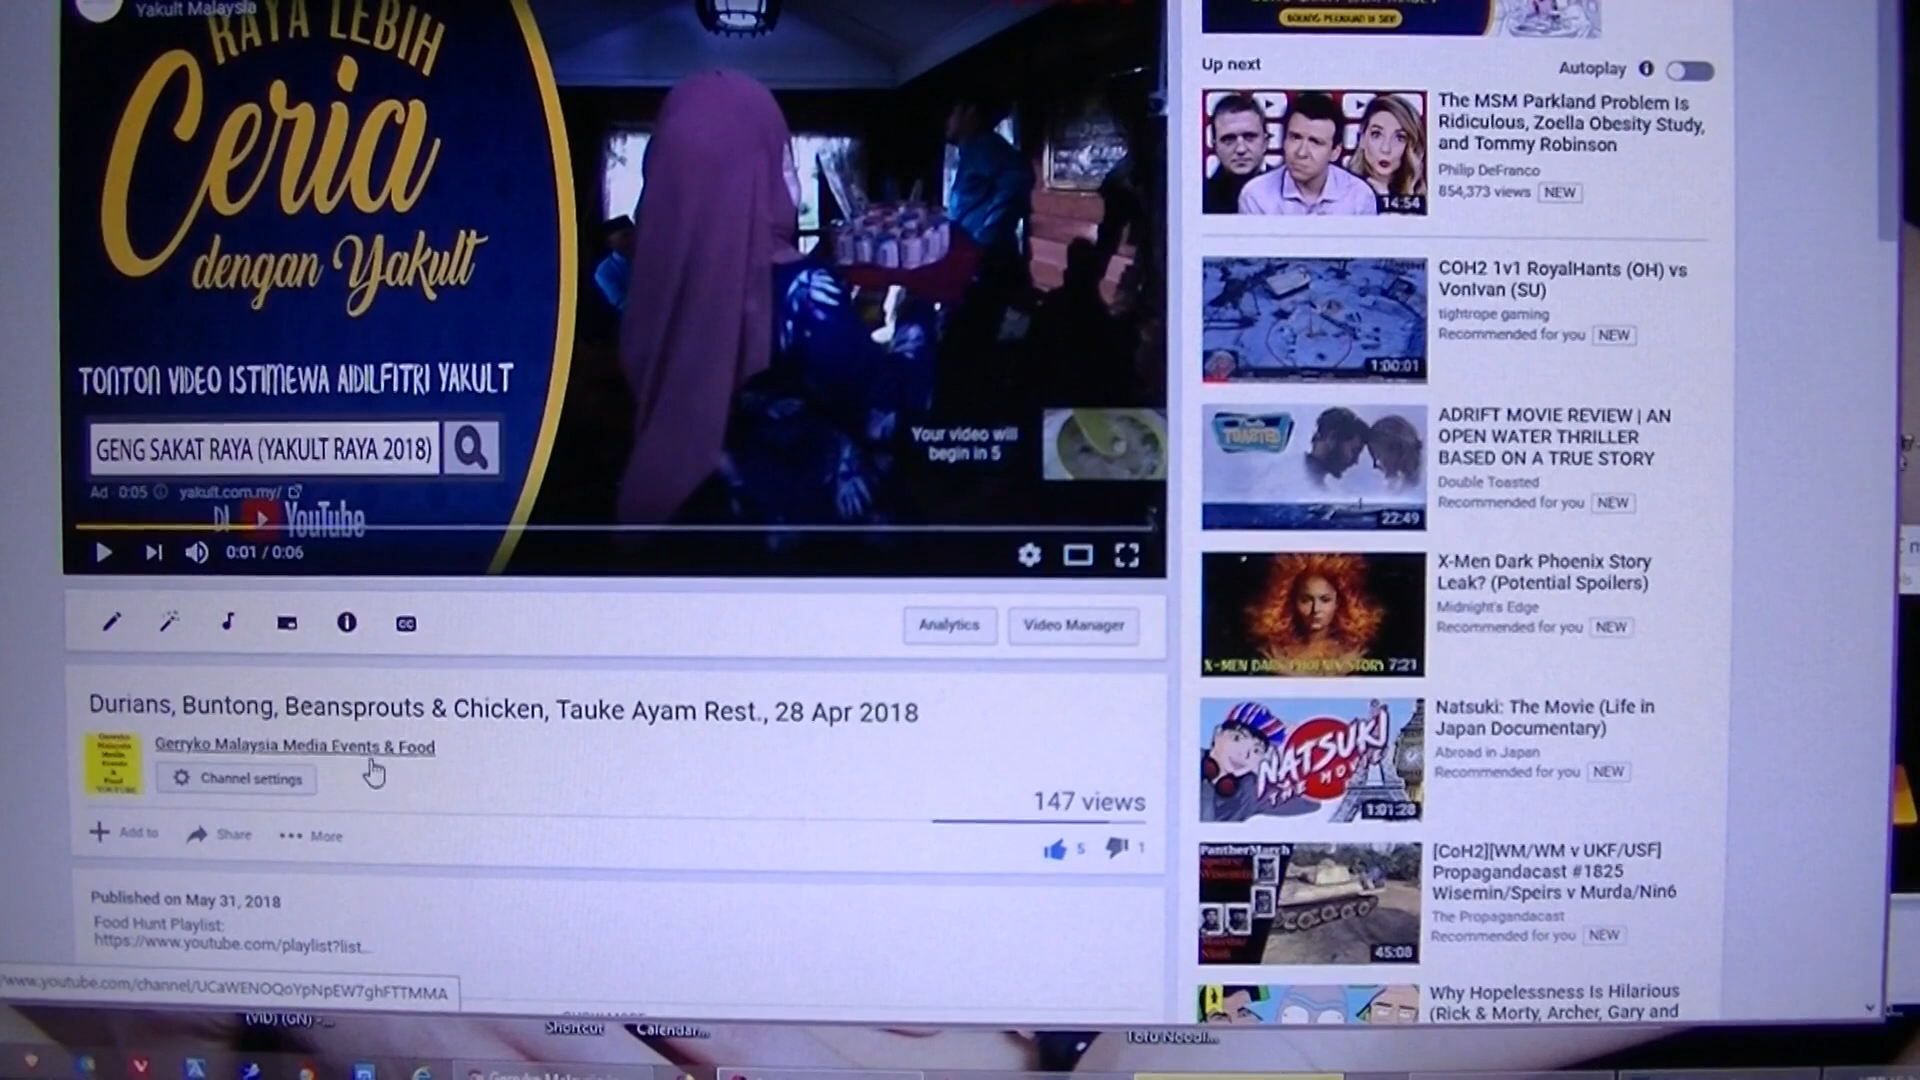 Yakult Malaysia
RAYA LEBIH
Ceria
dengan Yakult
TONTON VIDEO ISTIMEWA AIDILFITRI YAKULT
GENG SAKAT RAYA (YAKULT RAYA 2018)
Ad · 0:05 yakult.com.my/
DI YouTube
Your video will
begin in 5
0:01 / 0:06
Analytics
Video Manager
Durians, Buntong, Beansprouts & Chicken, Tauke Ayam Rest., 28 Apr 2018
Gerryko Malaysia Media Events & Food
Channel settings
147 views
Add to
Share
More
5
1
Published on May 31, 2018
Food Hunt Playlist:
https://www.youtube.com/playlist?list...
/www.youtube.com/channel/UCaWENOQoYpNpEW7ghFTTMMA
Up next
Autoplay
The MSM Parkland Problem Is
Ridiculous, Zoella Obesity Study,
and Tommy Robinson
Philip DeFranco
854,373 views NEW
14:54
COH2 1v1 RoyalHants (OH) vs
VonIvan (SU)
tightrope gaming
Recommended for you NEW
1:00:01
ADRIFT MOVIE REVIEW | AN
OPEN WATER THRILLER
BASED ON A TRUE STORY
Double Toasted
Recommended for you NEW
TOASTED
22:49
X-Men Dark Phoenix Story
Leak? (Potential Spoilers)
Midnight's Edge
Recommended for you NEW
X-MEN DARK PHOENIX STORY 7:21
Natsuki: The Movie (Life in
Japan Documentary)
Abroad in Japan
Recommended for you NEW
NATSUKI
THE MOVIE
1:01:28
[CoH2][WM/WM v UKF/USF]
Propagandacast #1825
Wisemin/Speirs v Murda/Nin6
The Propagandacast
Recommended for you NEW
PantherMarch
45:08
Why Hopelessness Is Hilarious
(Rick & Morty, Archer, Gary and
(VID) (GN) -...
Shortcut
Calendar...
Tofu Noodl...